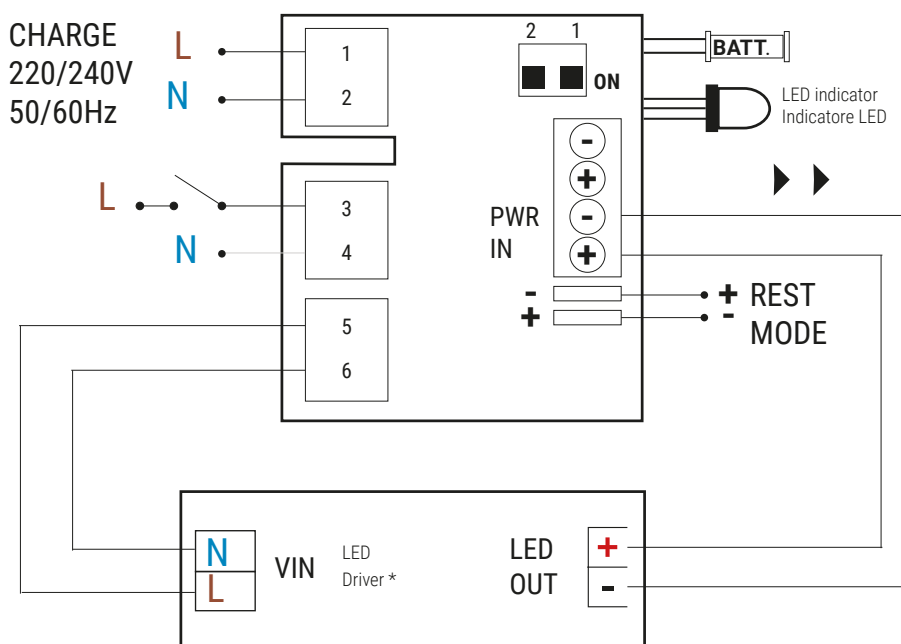 CHARGE
220/240V
50/60Hz
L
N
1
2
2 1
ON
BATT.
LED indicator
Indicatore LED
L
N
3
4
PWR
IN
-
+
-
+
- +
+ -
REST
MODE
5
6
N
L
VIN
LED
Driver *
LED
OUT
+
-